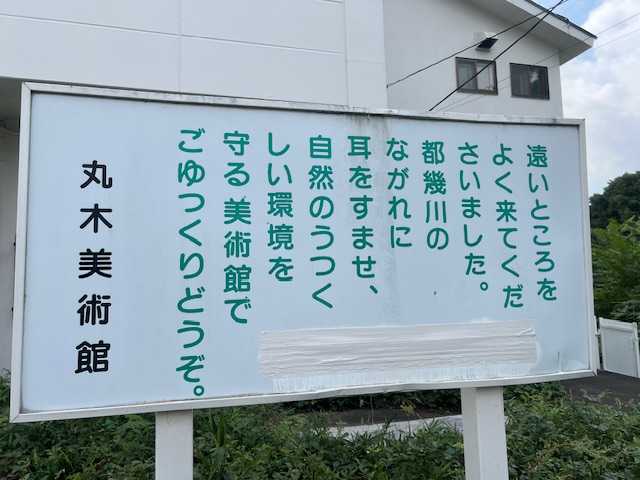 遠いところを
よく来てくだ
さいました。
都幾川の
ながれに
耳をすませ、
自然のうつく
しい環境を
守る美術館で
ごゆっくりどうぞ。
丸木美術館